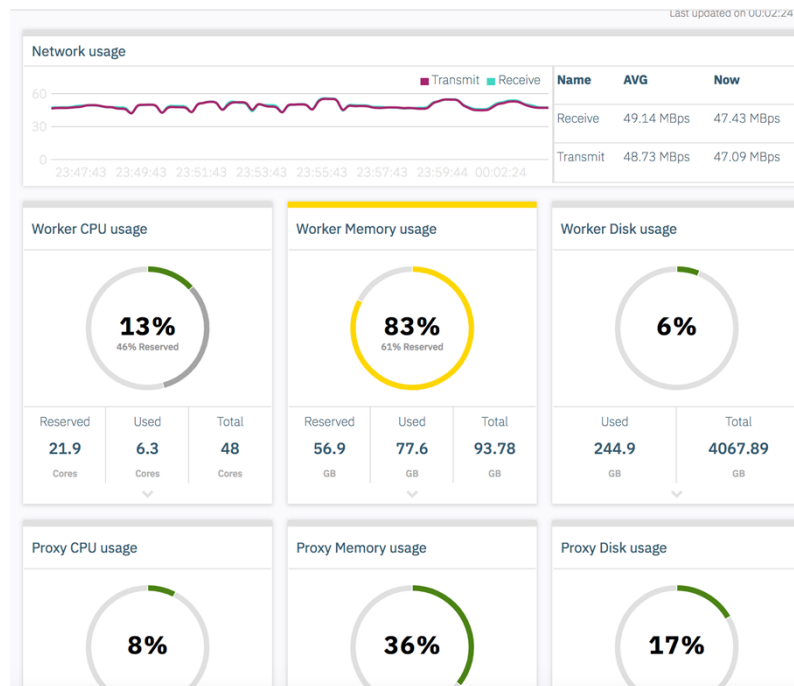 Last updated on 00:02:24
Network usage
Transmit Receive
60
30
0
23:47:43 23:49:43 23:51:43 23:53:43 23:55:43 23:57:43 23:59:44 00:02:24
Name AVG Now
Receive 49.14 MBps 47.43 MBps
Transmit 48.73 MBps 47.09 MBps
Worker CPU usage
13%
46% Reserved
Reserved Used Total
21.9 6.3 48
Cores Cores Cores
Worker Memory usage
83%
61% Reserved
Reserved Used Total
56.9 77.6 93.78
GB GB GB
Worker Disk usage
6%
Used Total
244.9 4067.89
GB GB
Proxy CPU usage
8%
Proxy Memory usage
36%
Proxy Disk usage
17%